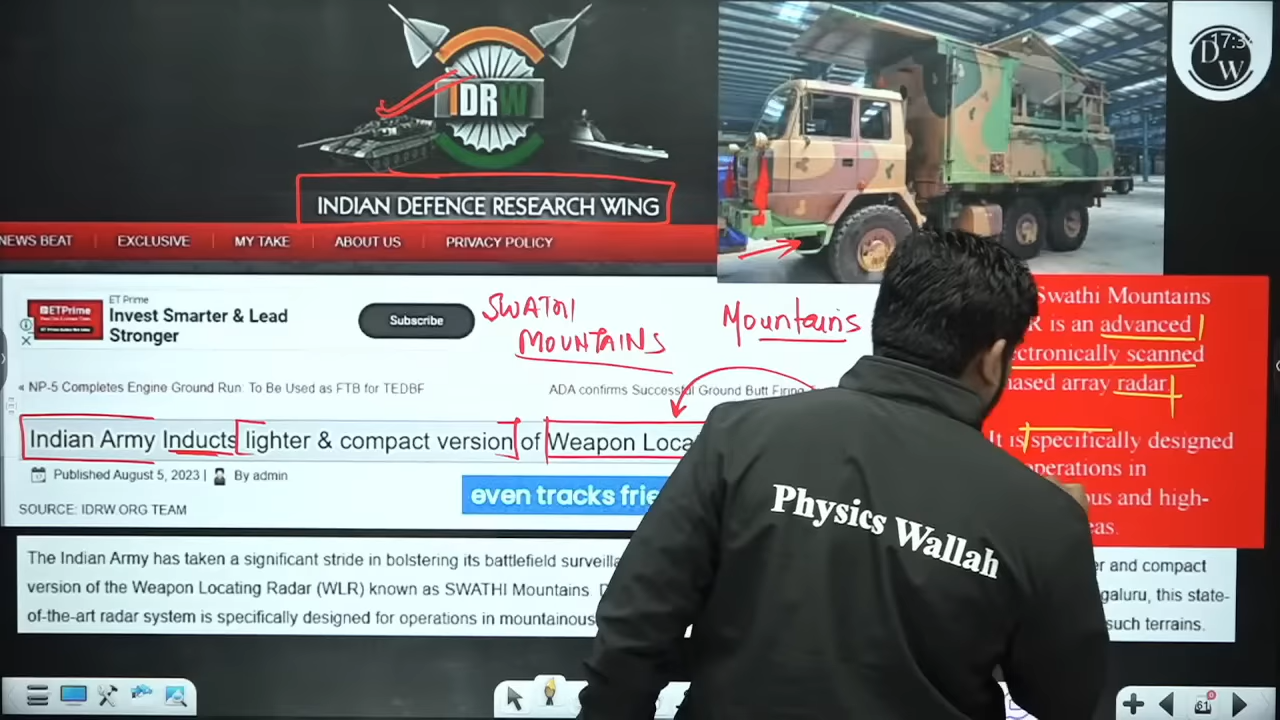 IDRW
INDIAN DEFENCE RESEARCH WING
NEWS BEAT
EXCLUSIVE
MY TAKE
ABOUT US
PRIVACY POLICY
D 17:3
W
ET Prime
ETPrime
Invest Smarter & Lead
Stronger
Subscribe
SWATHI
MOUNTAINS
Mountains
« NP-5 Completes Engine Ground Run: To Be Used as FTB for TEDBF
ADA confirms Successful Ground Butt Firing
Indian Army Inducts lighter & compact version of Weapon Loca
Published August 5, 2023 | By admin
even tracks frie
SOURCE: IDRW ORG TEAM
Swathi Mountains
R is an advanced
ectronically scanned
ased array radar.
It is specifically designed
operations in
ous and high-
eas.
The Indian Army has taken a significant stride in bolstering its battlefield surveilla
er and compact
version of the Weapon Locating Radar (WLR) known as SWATHI Mountains. D
galuru, this state-
of-the-art radar system is specifically designed for operations in mountainous
such terrains.
Physics Wallah
61